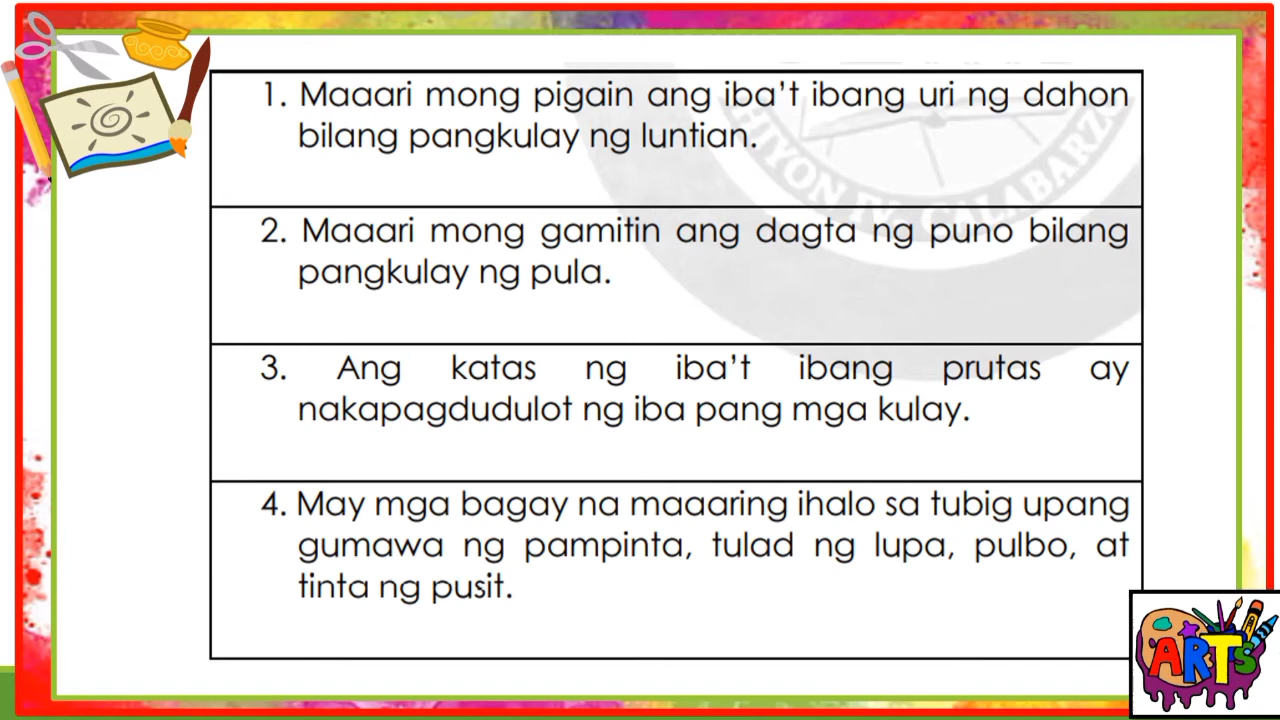 1. Maaari mong pigain ang iba't ibang uri ng dahon
bilang pangkulay ng luntian.
2. Maaari mong gamitin ang dagta ng puno bilang
pangkulay ng pula.
3. Ang katas ng iba't ibang prutas ay
nakapagdudulot ng iba pang mga kulay.
4. May mga bagay na maaaring ihalo sa tubig upang
gumawa ng pampinta, tulad ng lupa, pulbo, at
tinta ng pusit.
ARTS